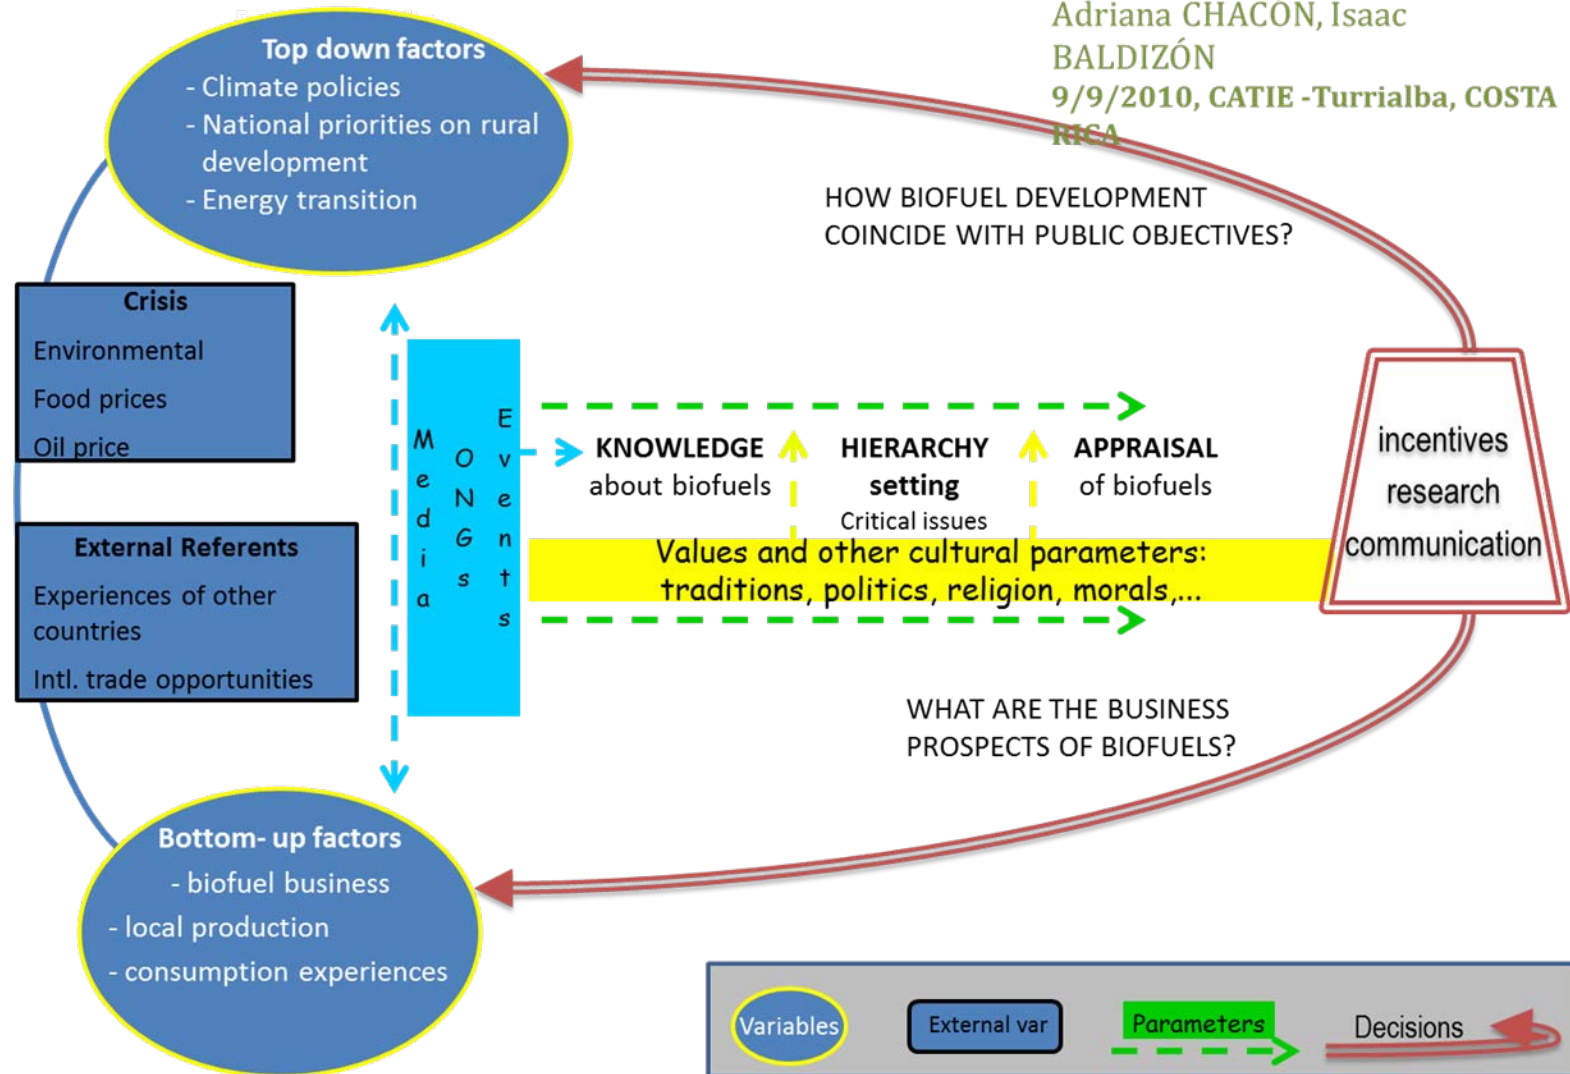 Adriana CHACON, Isaac
BALDIZÓN
9/9/2010, CATIE -Turrialba, COSTA
RICA
Top down factors
- Climate policies
- National priorities on rural
development
- Energy transition
HOW BIOFUEL DEVELOPMENT
COINCIDE WITH PUBLIC OBJECTIVES?
Crisis
Environmental
Food prices
Oil price
External Referents
Experiences of other
countries
Intl. trade opportunities
Media
ONGs
Events
KNOWLEDGE
about biofuels
HIERARCHY
setting
Critical issues
APPRAISAL
of biofuels
Values and other cultural parameters:
traditions, politics, religion, morals,...
incentives
research
communication
WHAT ARE THE BUSINESS
PROSPECTS OF BIOFUELS?
Bottom- up factors
- biofuel business
- local production
- consumption experiences
Variables
External var
Parameters
Decisions